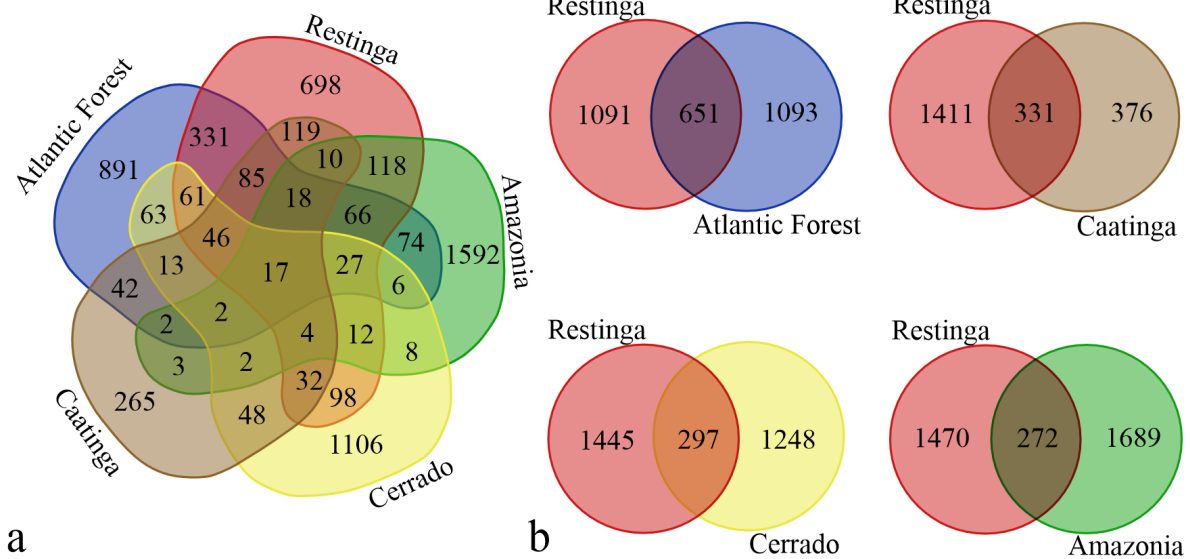 Restinga
698
Atlantic Forest
891
331
119
10
118
85
18
66
74
1592
Amazonia
63
61
46
13
42
17
27
6
2
2
3
2
4
12
8
32
98
48
265
1106
Caatinga
Cerrado
a
Restinga
1091 651 1093
Atlantic Forest
Restinga
1411 331 376
Caatinga
Restinga
1445 297 1248
Cerrado
Restinga
1470 272 1689
Amazonia
b